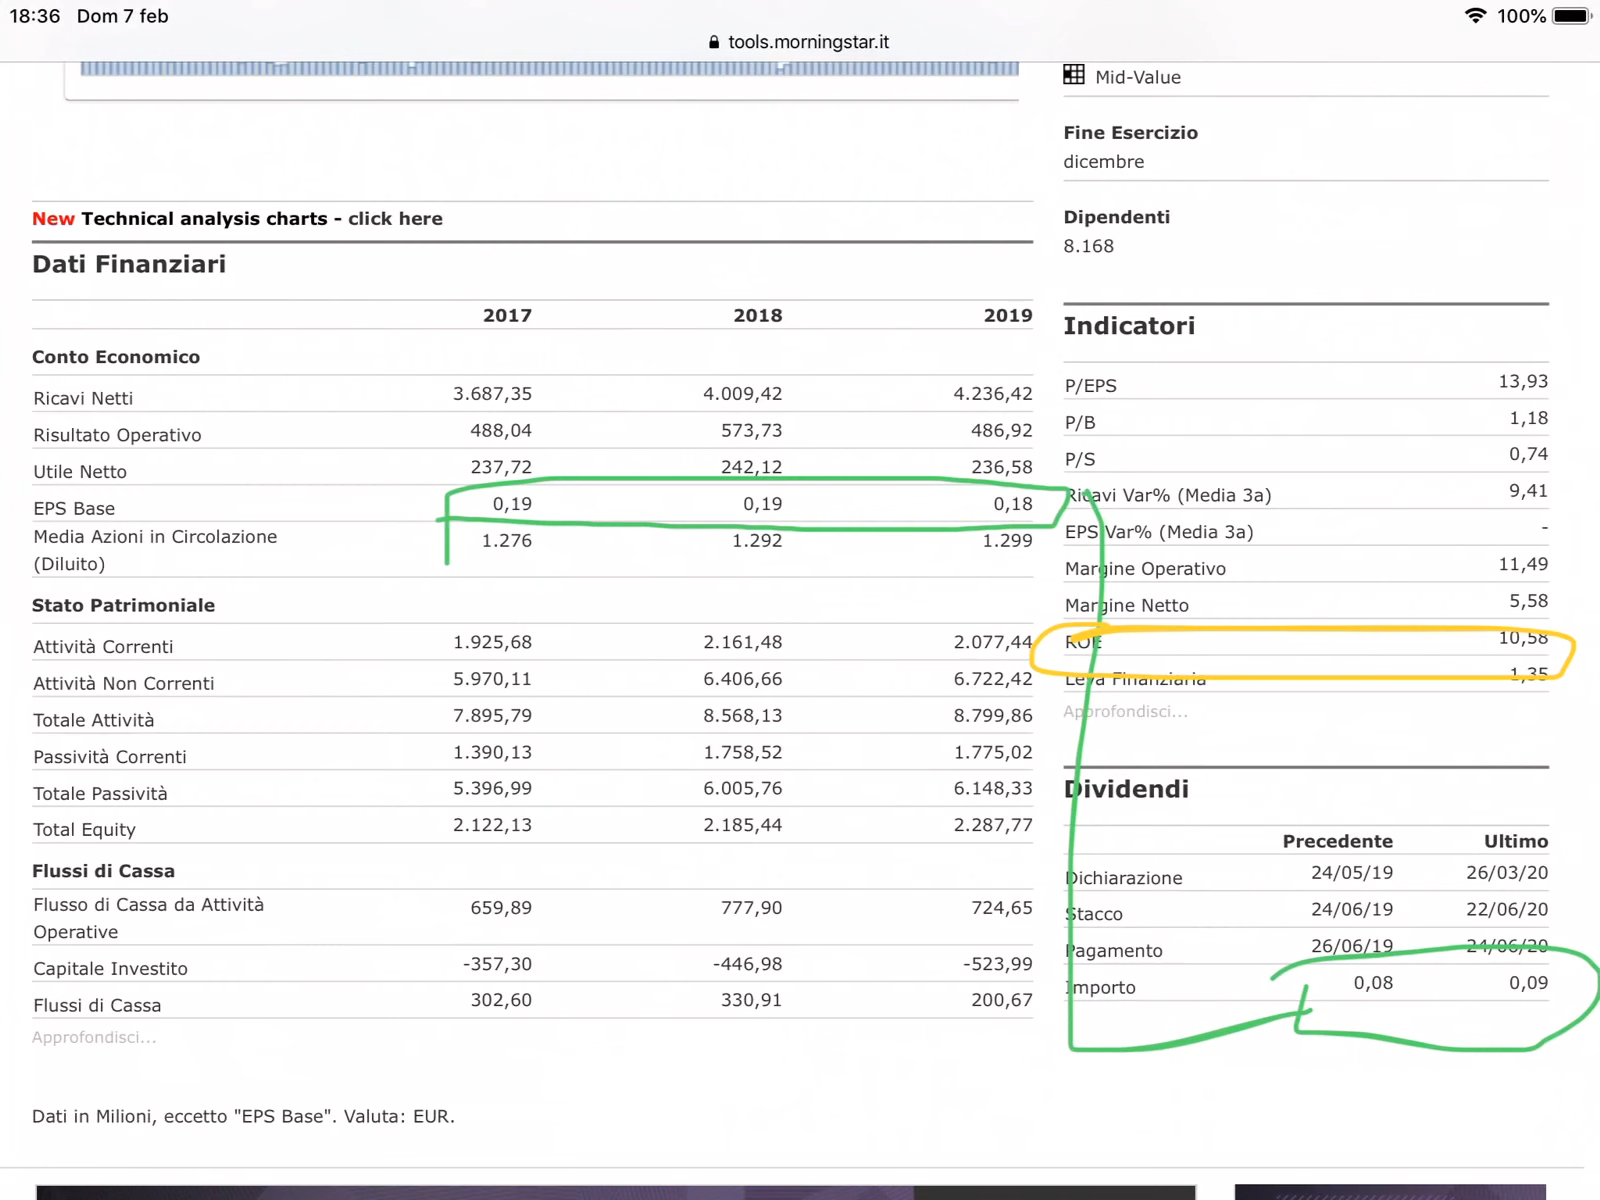 18:36 Dom 7 feb
100%
tools.morningstar.it
New Technical analysis charts - click here
Dati Finanziari
2017 2018 2019
Conto Economico
Ricavi Netti 3.687,35 4.009,42 4.236,42
Risultato Operativo 488,04 573,73 486,92
Utile Netto 237,72 242,12 236,58
EPS Base 0,19 0,19 0,18
Media Azioni in Circolazione
(Diluito) 1.276 1.292 1.299
Stato Patrimoniale
Attività Correnti 1.925,68 2.161,48 2.077,44
Attività Non Correnti 5.970,11 6.406,66 6.722,42
Totale Attività 7.895,79 8.568,13 8.799,86
Passività Correnti 1.390,13 1.758,52 1.775,02
Totale Passività 5.396,99 6.005,76 6.148,33
Total Equity 2.122,13 2.185,44 2.287,77
Flussi di Cassa
Flusso di Cassa da Attività
Operative 659,89 777,90 724,65
Capitale Investito -357,30 -446,98 -523,99
Flussi di Cassa 302,60 330,91 200,67
Approfondisci...
Dati in Milioni, eccetto "EPS Base". Valuta: EUR.
Mid-Value
Fine Esercizio
dicembre
Dipendenti
8.168
Indicatori
P/EPS 13,93
P/B 1,18
P/S 0,74
Ricavi Var% (Media 3a) 9,41
EPS Var% (Media 3a) -
Margine Operativo 11,49
Margine Netto 5,58
ROE 10,58
Leva Finanziaria 1,35
Approfondisci...
Dividendi
Precedente Ultimo
Dichiarazione 24/05/19 26/03/20
Stacco 24/06/19 22/06/20
Pagamento 26/06/19 24/06/20
Importo 0,08 0,09